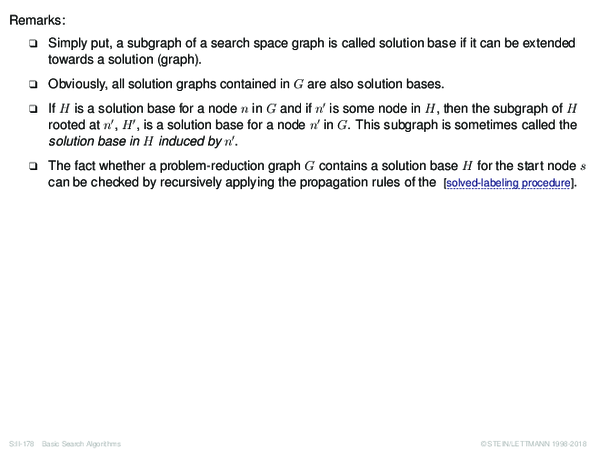 Remarks:
❑ Simply put, a subgraph of a search space graph is called solution base if it can be extended
towards a solution (graph).
❑ Obviously, all solution graphs contained in G are also solution bases.
❑ If H is a solution base for a node n in G and if n′ is some node in H, then the subgraph of H
rooted at n′, H′, is a solution base for a node n′ in G. This subgraph is sometimes called the
solution base in H induced by n′.
❑ The fact whether a problem-reduction graph G contains a solution base H for the start node s
can be checked by recursively applying the propagation rules of the [solved-labeling procedure].
S:II-178 Basic Search Algorithms © STEIN/LETTMANN 1998-2018